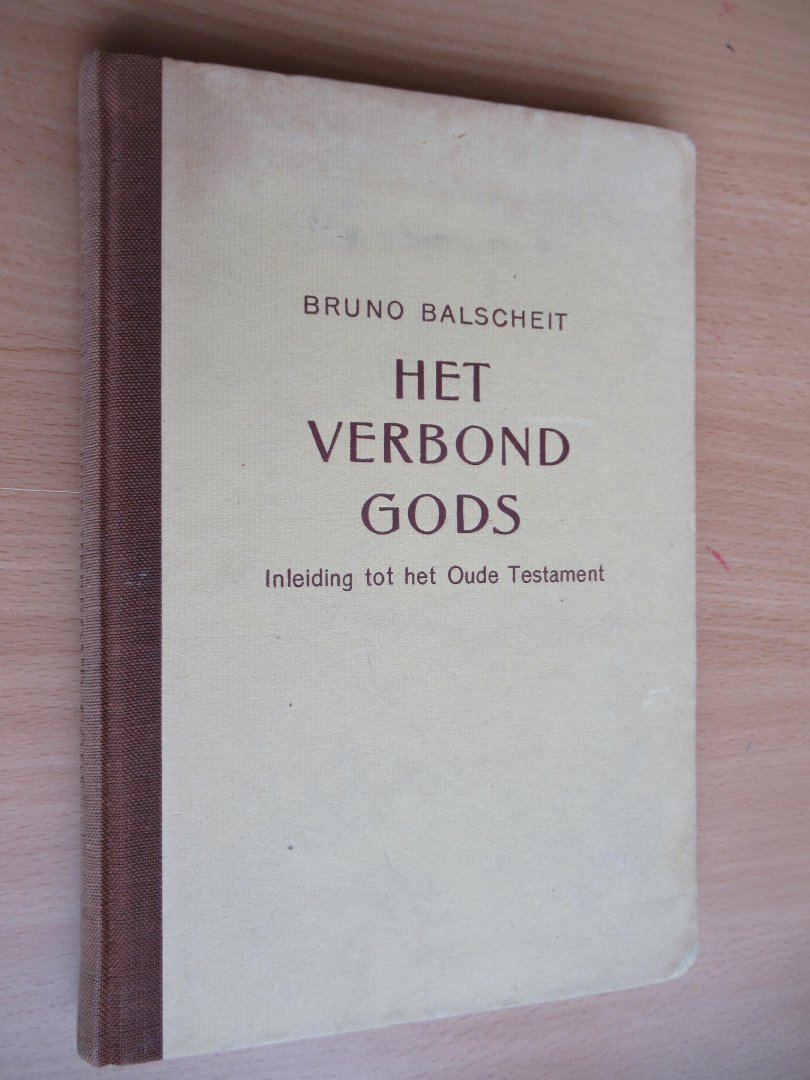 BRUNO BALSCHEIT
HET
VERBOND
GODS
Inleiding tot het Oude Testament